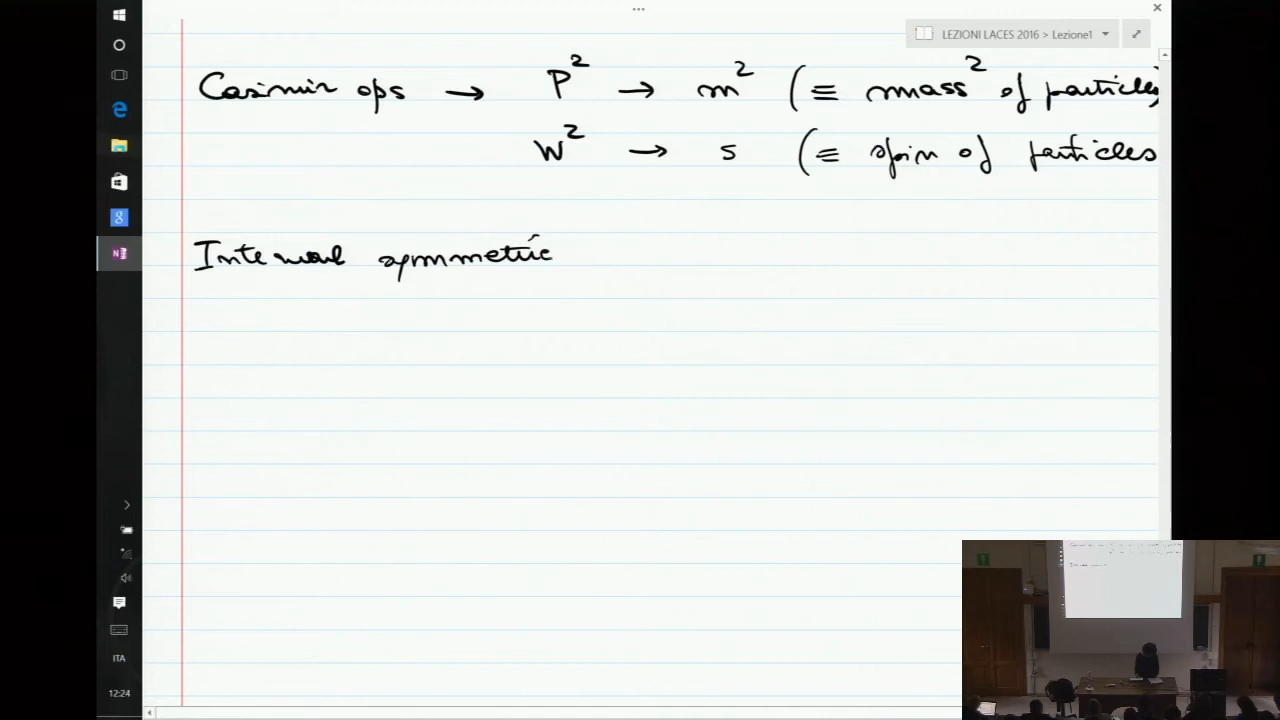 LEZIONI LACES 2016 > Lezione1
Casimir ops → P² → m² (≡ mass² of particles)
W² → s (≡ spin of particles
Internal symmetrie
ITA
12:24